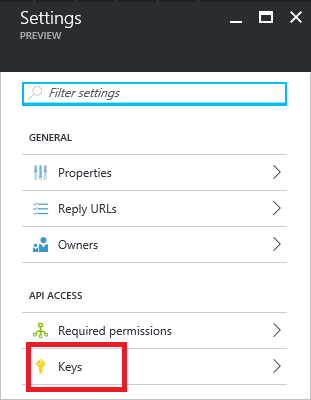 Settings
PREVIEW
Filter settings
GENERAL
Properties
Reply URLs
Owners
API ACCESS
Required permissions
Keys